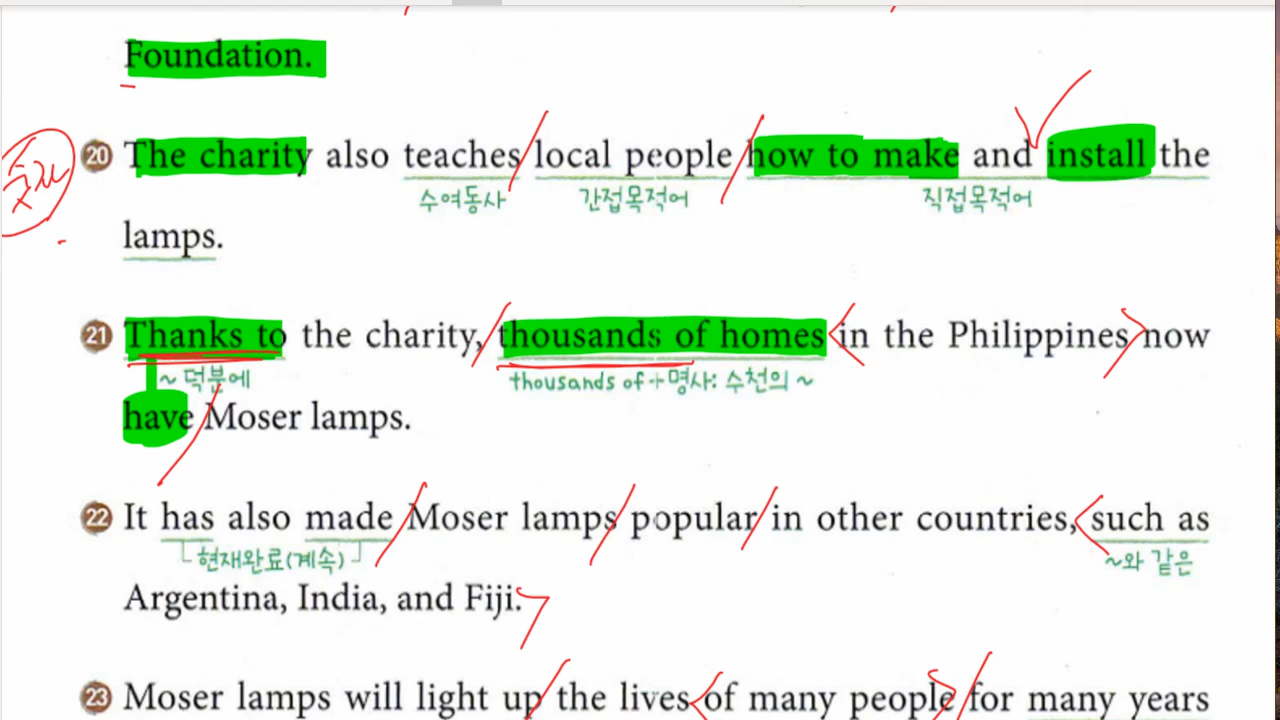 Foundation.
20 The charity also teaches local people how to make and install the
수여동사 간접목적어 직접목적어
lamps.
21 Thanks to the charity, thousands of homes in the Philippines now
~ 덕분에 thousands of+명사: 수천의 ~
have Moser lamps.
22 It has also made Moser lamps popular in other countries, such as
현재완료(계속) ~와 같은
Argentina, India, and Fiji.
23 Moser lamps will light up the lives of many people for many years